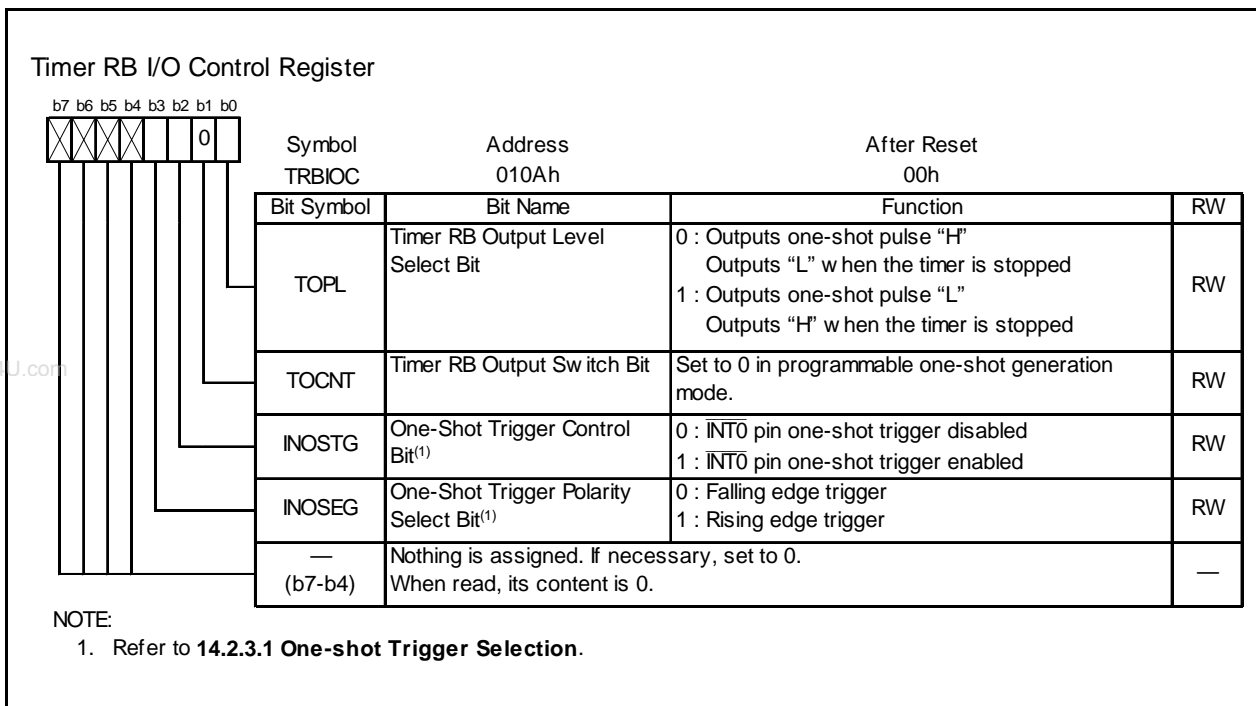 Timer RB I/O Control Register
b7 b6 b5 b4 b3 b2 b1 b0
0
Symbol Address After Reset
TRBIOC 010Ah 00h
Bit Symbol Bit Name Function RW
TOPL Timer RB Output Level Select Bit 0 : Outputs one-shot pulse “H” RW
Outputs “L” when the timer is stopped
1 : Outputs one-shot pulse “L”
Outputs “H” when the timer is stopped
U.com
TOCNT Timer RB Output Switch Bit Set to 0 in programmable one-shot generation mode. RW
INOSTG One-Shot Trigger Control Bit(1) 0 : INT0 pin one-shot trigger disabled RW
1 : INT0 pin one-shot trigger enabled
INOSEG One-Shot Trigger Polarity Select Bit(1) 0 : Falling edge trigger RW
1 : Rising edge trigger
— (b7-b4) Nothing is assigned. If necessary, set to 0. —
When read, its content is 0.
NOTE:
1. Refer to 14.2.3.1 One-shot Trigger Selection.